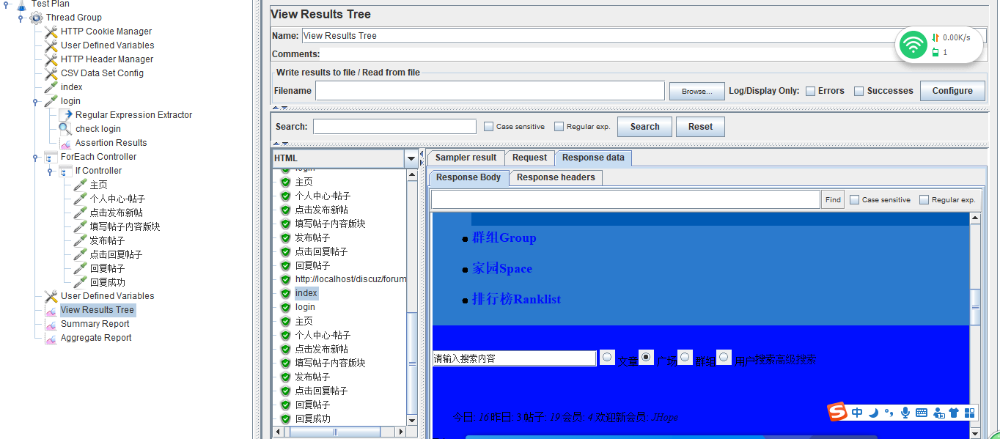 Test Plan
Thread Group
HTTP Cookie Manager
User Defined Variables
HTTP Header Manager
CSV Data Set Config
index
login
Regular Expression Extractor
check login
Assertion Results
ForEach Controller
If Controller
主页
个人中心-帖子
点击发布新帖
填写帖子内容版块
发布帖子
点击回复帖子
回复帖子
回复成功
User Defined Variables
View Results Tree
Summary Report
Aggregate Report
View Results Tree
Name: View Results Tree
Comments:
0.00K/s
1
Write results to file / Read from file
Filename Browse... Log/Display Only: Errors Successes Configure
Search: Case sensitive Regular exp. Search Reset
HTML
login
主页
个人中心-帖子
点击发布新帖
填写帖子内容版块
发布帖子
点击回复帖子
回复帖子
http://localhost/discuz/forum
index
login
主页
个人中心-帖子
点击发布新帖
填写帖子内容版块
发布帖子
点击回复帖子
回复帖子
回复成功
Sampler result Request Response data
Response Body Response headers
Find Case sensitive Regular exp.
群组Group
家园Space
排行榜Ranklist
请输入搜索内容 文章 广场 群组 用户搜索高级搜索
今日: 16昨日: 3帖子: 19会员: 4欢迎新会员: JHope
S 中